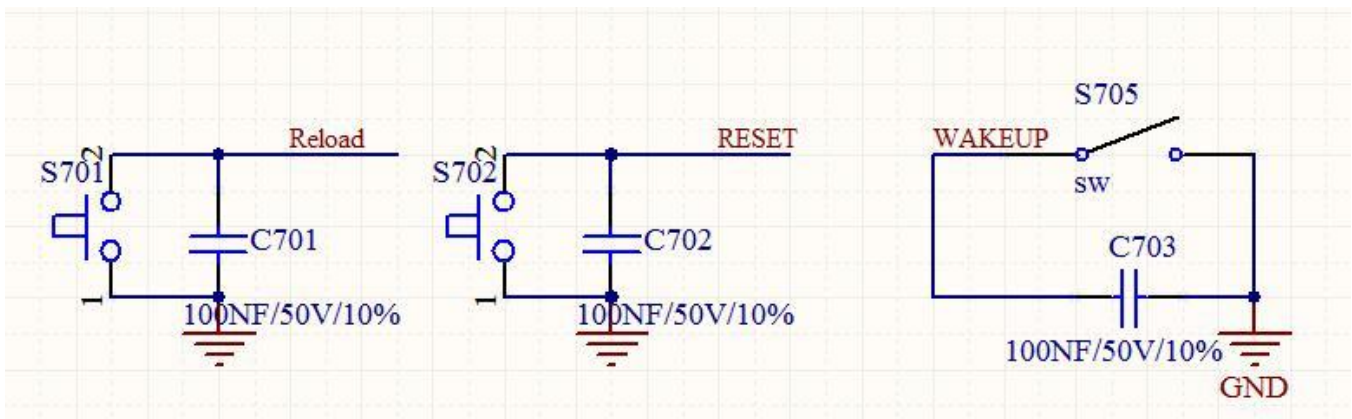 Reload
2
S701
C701
1
100NF/50V/10%
RESET
2
S702
C702
1
100NF/50V/10%
S705
WAKEUP
sw
C703
100NF/50V/10%
GND